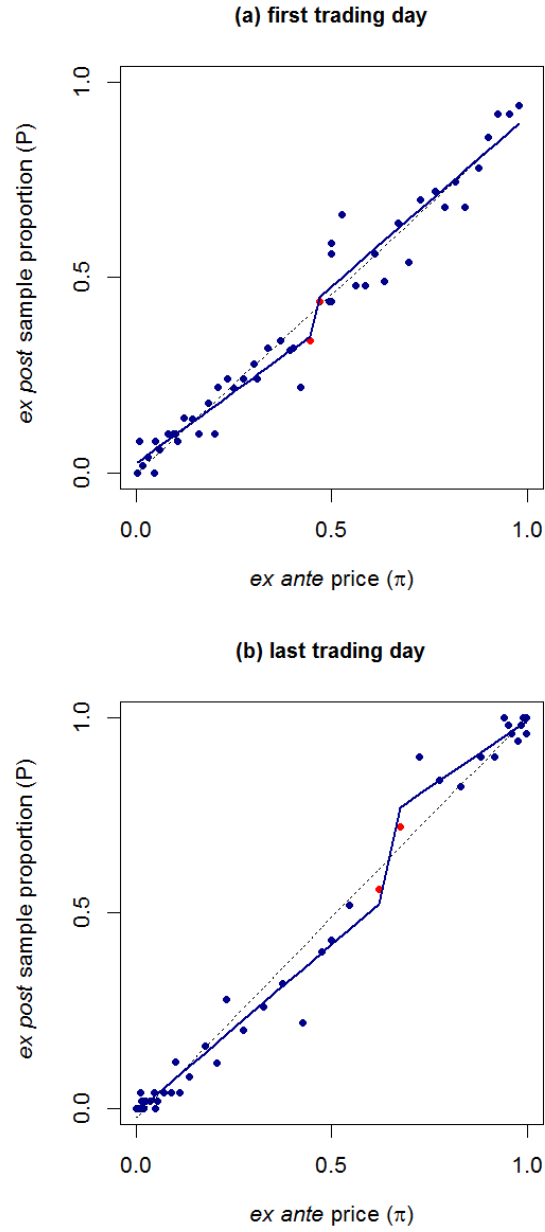 (a) first trading day
1.0
0.5
0.0
ex post sample proportion (P)
0.0 0.5 1.0
ex ante price (π)
(b) last trading day
1.0
0.5
0.0
ex post sample proportion (P)
0.0 0.5 1.0
ex ante price (π)